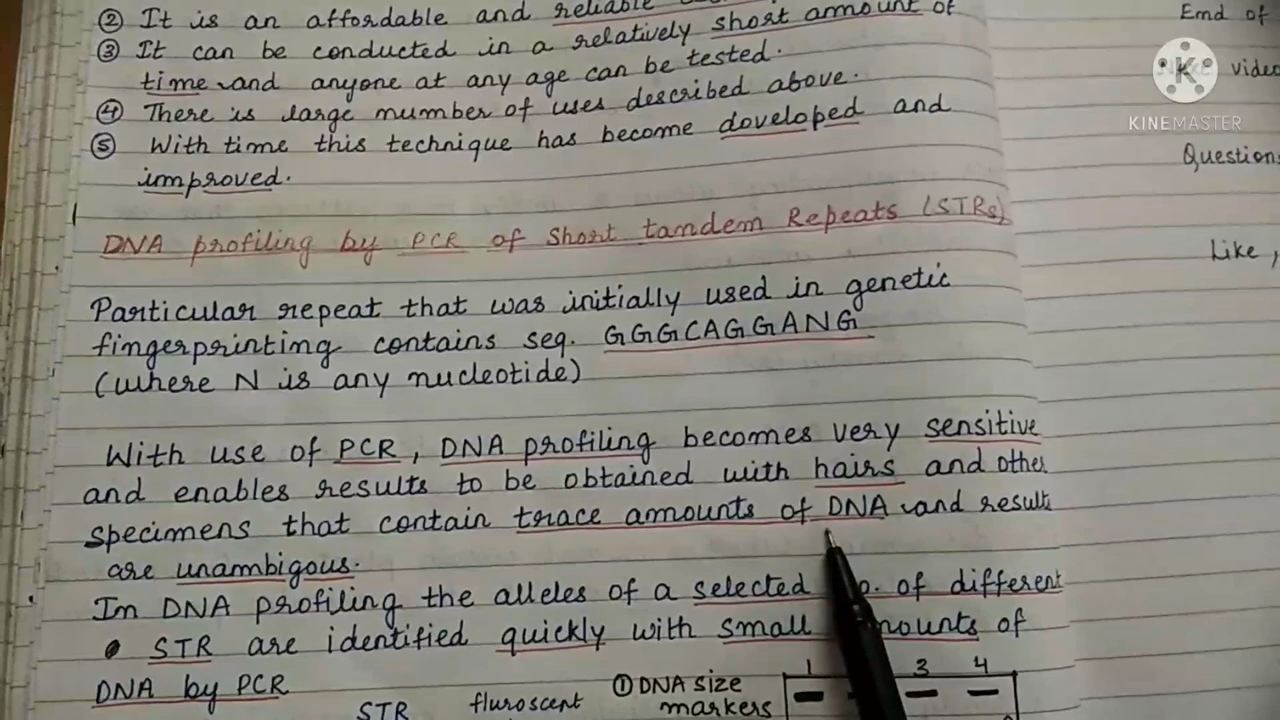 ② It is an affordable and reliable
③ It can be conducted in a relatively short amount of
time and anyone at any age can be tested.
④ There is large number of uses described above.
⑤ With time this technique has become doveloped and
improved.
DNA profiling by PCR of Short tandem Repeats (STRs)
Particular repeat that was initially used in genetic
fingerprinting contains seq. GGGCAGGANG
(where N is any nucleotide)
With use of PCR, DNA profiling becomes very sensitive
and enables results to be obtained with hairs and other
specimens that contain trace amounts of DNA and results
are unambigous.
In DNA profiling the alleles of a selected of different
STR are identified quickly with small amounts of
DNA by PCR
STR fluroscent
① DNA size
markers
1 3 4
End of
video
Question
Like,
KINEMASTER